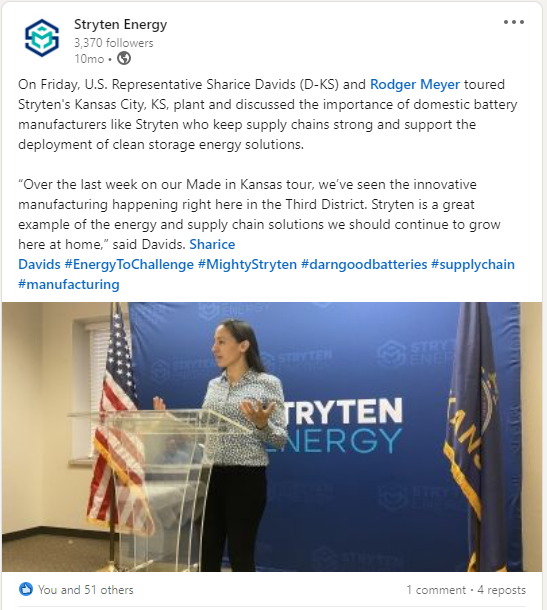 Stryten Energy
3,370 followers
10mo •
On Friday, U.S. Representative Sharice Davids (D-KS) and Rodger Meyer toured
Stryten's Kansas City, KS, plant and discussed the importance of domestic battery
manufacturers like Stryten who keep supply chains strong and support the
deployment of clean storage energy solutions.
“Over the last week on our Made in Kansas tour, we’ve seen the innovative
manufacturing happening right here in the Third District. Stryten is a great
example of the energy and supply chain solutions we should continue to grow
here at home,” said Davids. Sharice
Davids #EnergyToChallenge #MightyStryten #darngoodbatteries #supplychain
#manufacturing
STRYTEN ENERGY
STRYTEN
ENERGY
TRYTEN
ENERGY
KANS
You and 51 others
1 comment • 4 reposts